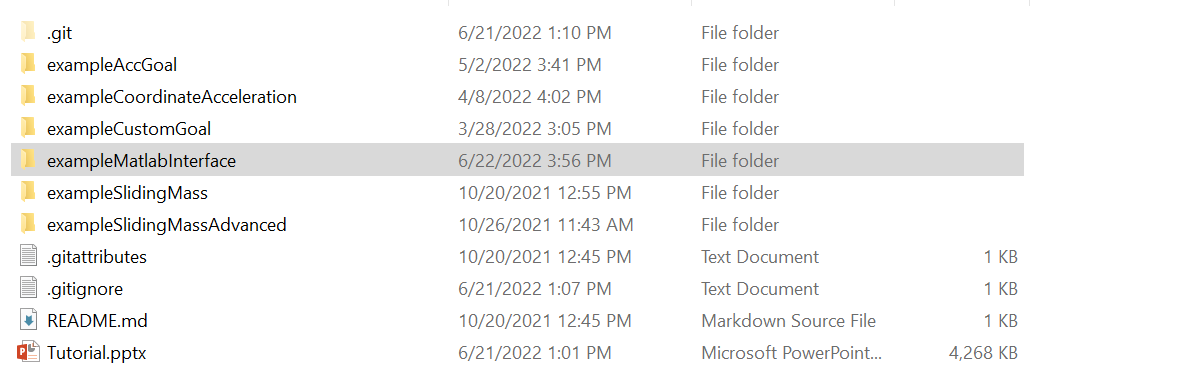 .git 6/21/2022 1:10 PM File folder
exampleAccGoal 5/2/2022 3:41 PM File folder
exampleCoordinateAcceleration 4/8/2022 4:02 PM File folder
exampleCustomGoal 3/28/2022 3:05 PM File folder
exampleMatlabInterface 6/22/2022 3:56 PM File folder
exampleSlidingMass 10/20/2021 12:55 PM File folder
exampleSlidingMassAdvanced 10/26/2021 11:43 AM File folder
.gitattributes 10/20/2021 12:45 PM Text Document 1 KB
.gitignore 6/21/2022 1:07 PM Text Document 1 KB
README.md 10/20/2021 12:45 PM Markdown Source File 1 KB
Tutorial.pptx 6/21/2022 1:01 PM Microsoft PowerPoint... 4,268 KB